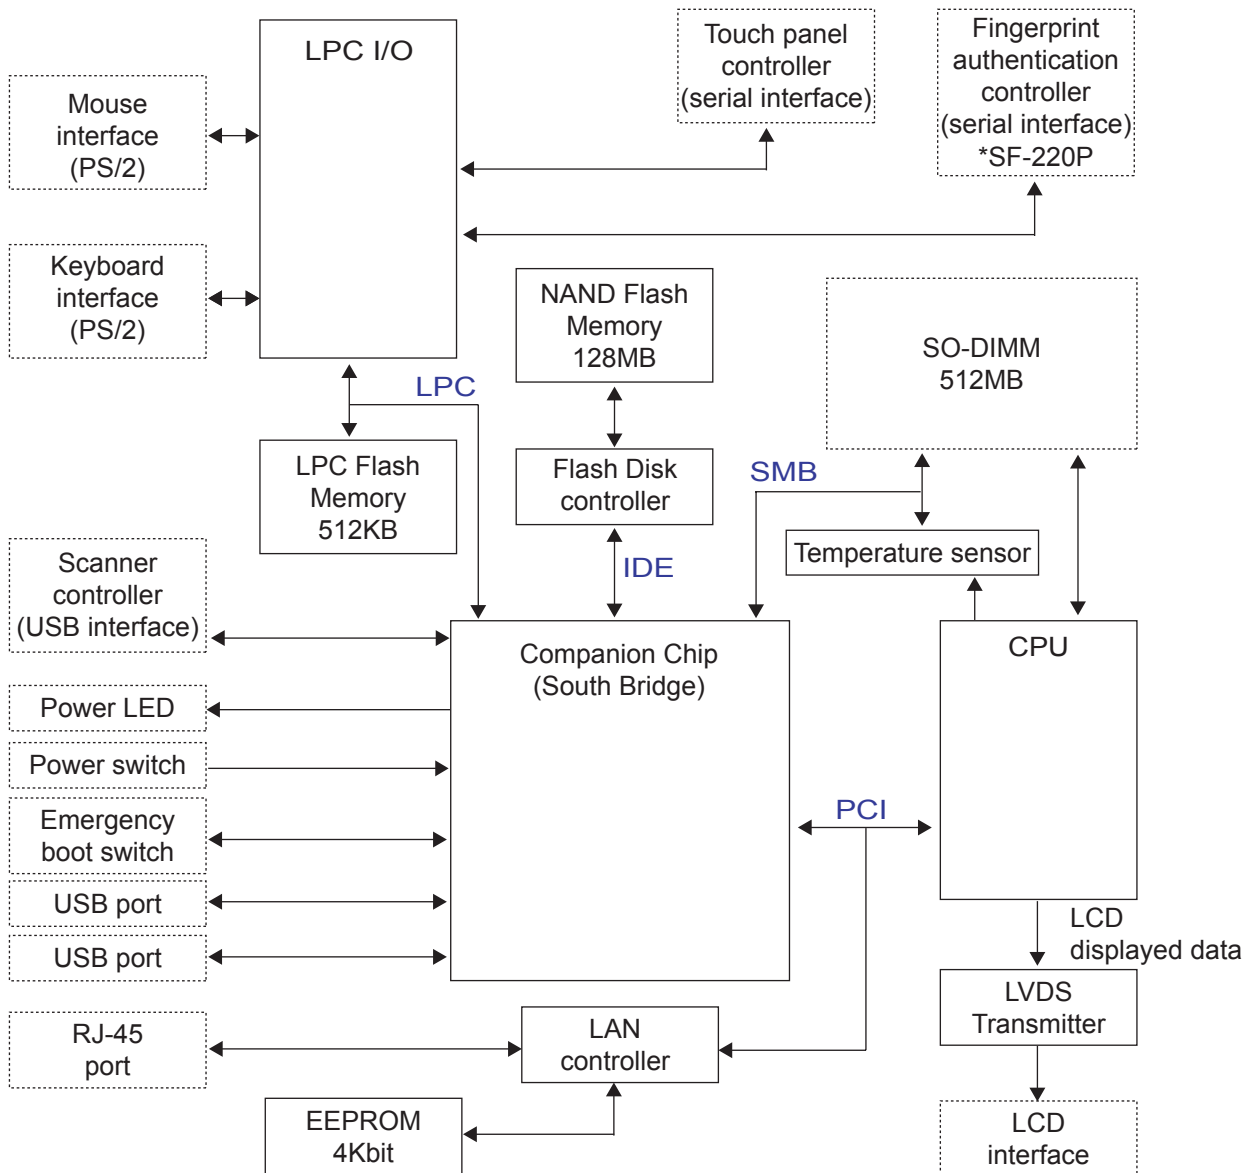 LPC I/O
Touch panel
controller
(serial interface)
Fingerprint
authentication
controller
(serial interface)
*SF-220P
Mouse
interface
(PS/2)
Keyboard
interface
(PS/2)
NAND Flash
Memory
128MB
SO-DIMM
512MB
LPC
LPC Flash
Memory
512KB
Flash Disk
controller
SMB
Temperature sensor
IDE
Scanner
controller
(USB interface)
Companion Chip
(South Bridge)
CPU
Power LED
Power switch
Emergency
boot switch
PCI
USB port
USB port
LCD
displayed data
LVDS
Transmitter
RJ-45
port
LAN
controller
EEPROM
4Kbit
LCD
interface